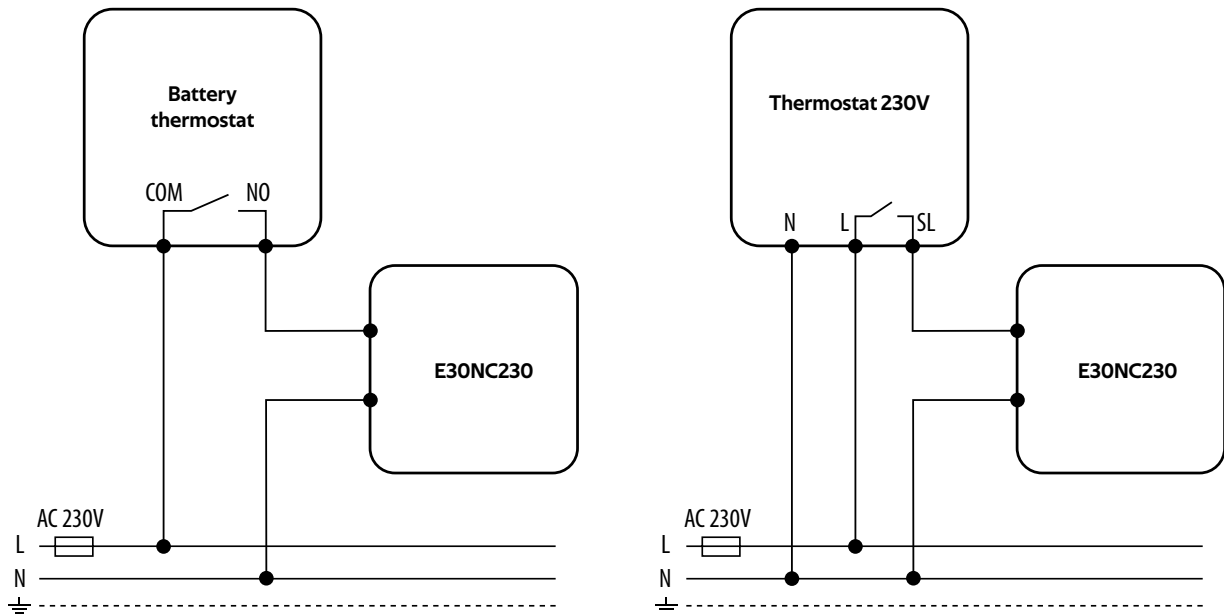 Battery
thermostat
COM NO
E30NC230
AC 230V
L
N
Thermostat 230V
N L SL
E30NC230
AC 230V
L
N